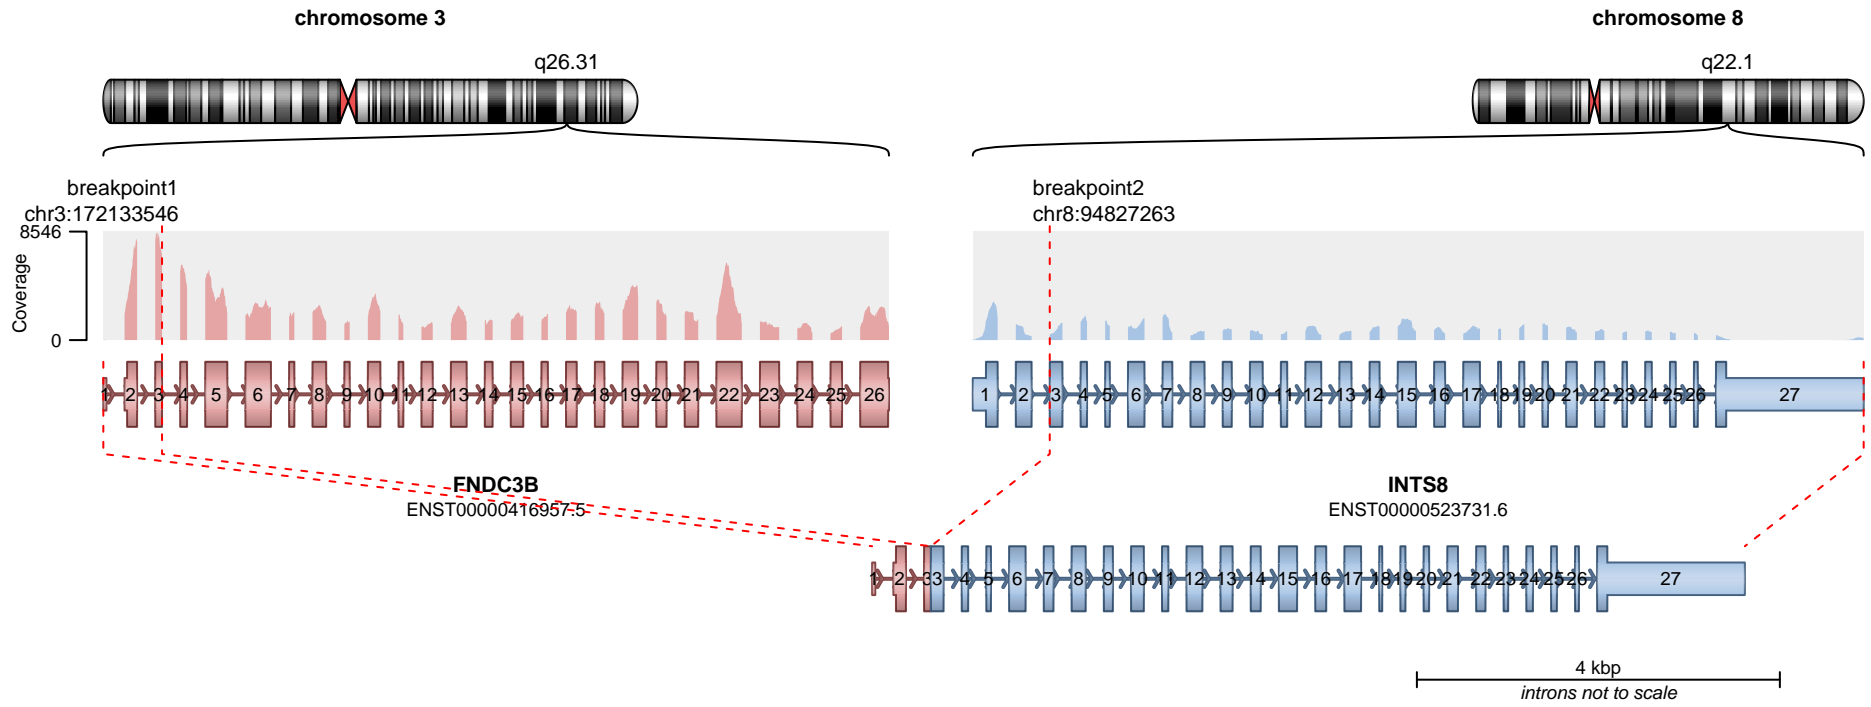 chromosome 3
chromosome 8
q26.31
q22.1
breakpoint1
chr3:172133546
breakpoint2
chr8:94827263
8546
Coverage
0
1 2 3 4 5 6 7 8 9 10 11 12 13 14 15 16 17 18 19 20 21 22 23 24 25 26
1 2 3 4 5 6 7 8 9 10 11 12 13 14 15 16 17 18 19 20 21 22 23 24 25 26 27
FNDC3B
ENST00000416957.5
INTS8
ENST00000523731.6
1 2 3 3 4 5 6 7 8 9 10 11 12 13 14 15 16 17 18 19 20 21 22 23 24 25 26 27
4 kbp
introns not to scale